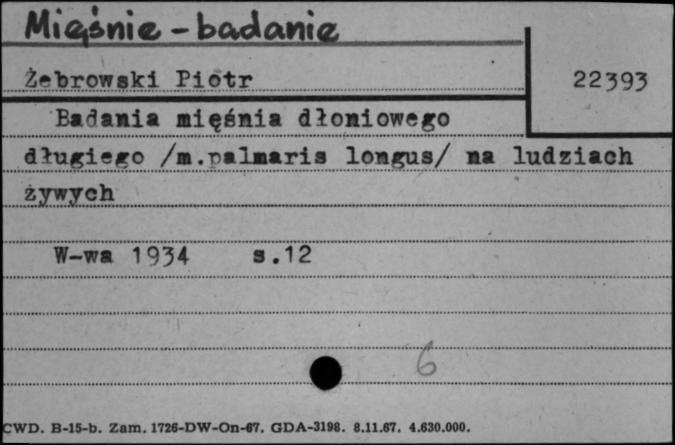 Mięśnie - badanie
Żebrowski Piotr
22393
Badania mięśnia dłoniowego
długiego /m.palmaris longus/ na ludziach
żywych
W-wa 1934 s.12
6
CWD. B-15-b. Zam. 1726-DW-On-67. GDA-3198. 8.11.67. 4.630.000.